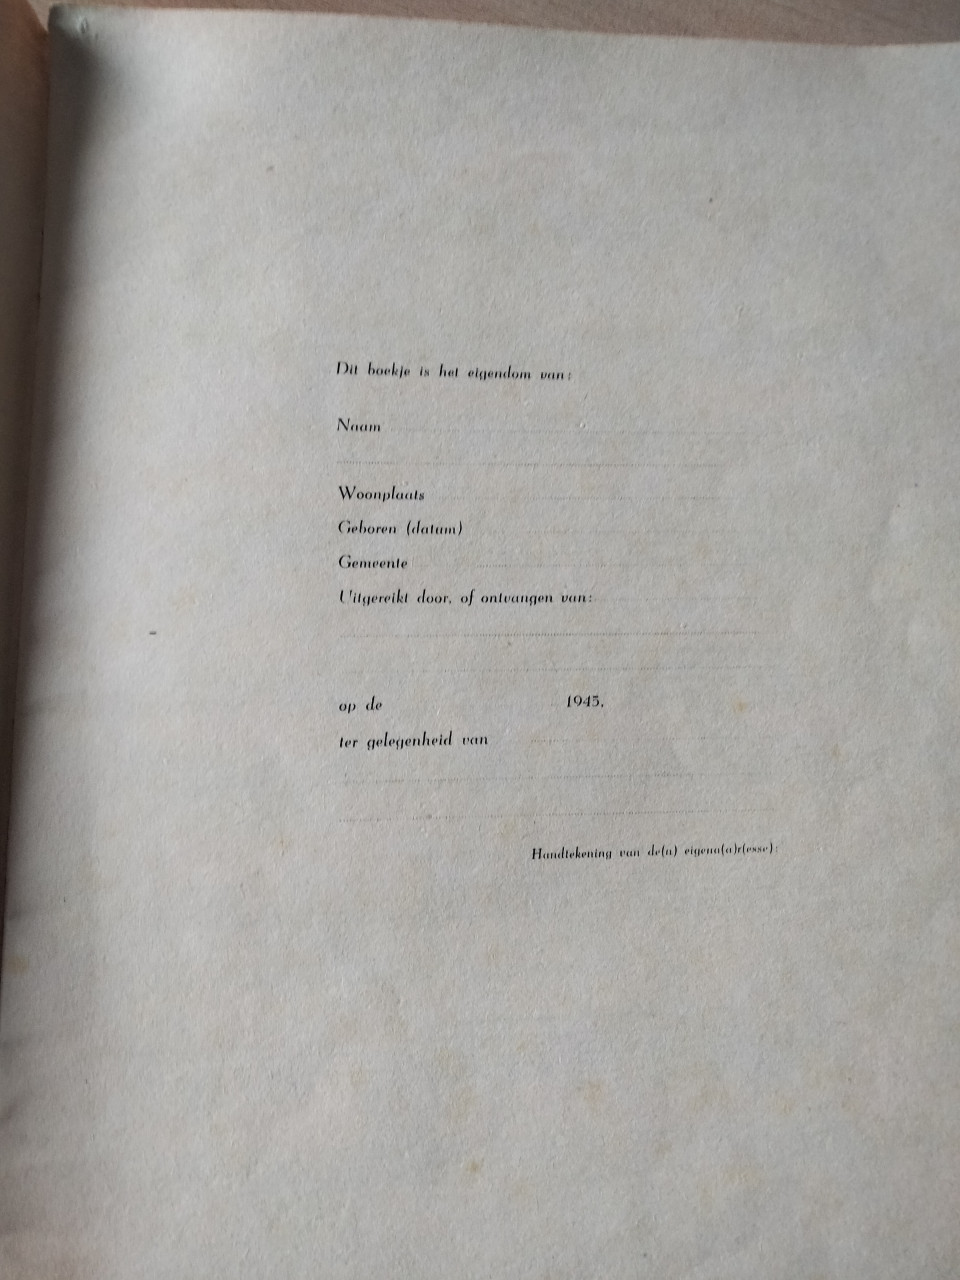 Dit boekje is het eigendom van:
Naam
Woonplaats
Geboren (datum)
Gemeente
Uitgereikt door, of ontvangen van:
op de 1945,
ter gelegenheid van
Handtekening van de(n) eigena(a)r(esse):